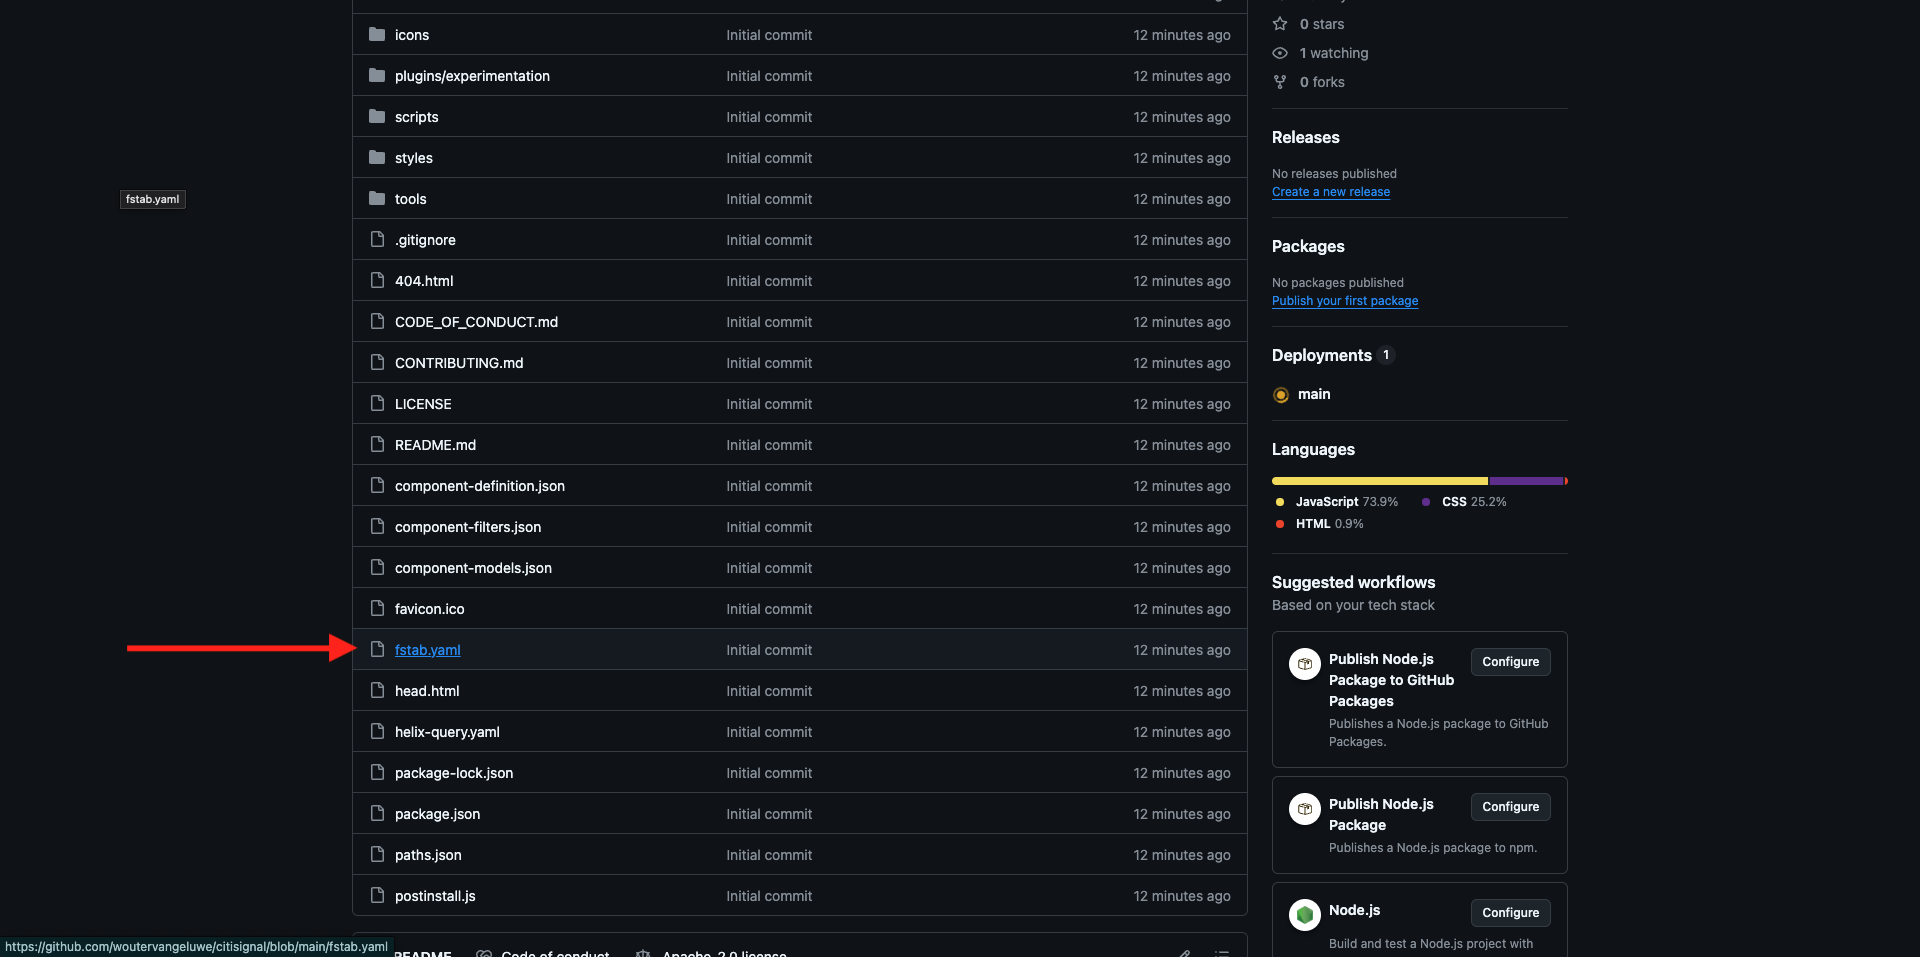 icons Initial commit 12 minutes ago
plugins/experimentation Initial commit 12 minutes ago
scripts Initial commit 12 minutes ago
styles Initial commit 12 minutes ago
tools Initial commit 12 minutes ago
.gitignore Initial commit 12 minutes ago
404.html Initial commit 12 minutes ago
CODE_OF_CONDUCT.md Initial commit 12 minutes ago
CONTRIBUTING.md Initial commit 12 minutes ago
LICENSE Initial commit 12 minutes ago
README.md Initial commit 12 minutes ago
component-definition.json Initial commit 12 minutes ago
component-filters.json Initial commit 12 minutes ago
component-models.json Initial commit 12 minutes ago
favicon.ico Initial commit 12 minutes ago
fstab.yaml Initial commit 12 minutes ago
head.html Initial commit 12 minutes ago
helix-query.yaml Initial commit 12 minutes ago
package-lock.json Initial commit 12 minutes ago
package.json Initial commit 12 minutes ago
paths.json Initial commit 12 minutes ago
postinstall.js Initial commit 12 minutes ago
README Code of conduct Apache-2.0 license
fstab.yaml
https://github.com/woutervangeluwe/citisignal/blob/main/fstab.yaml
0 stars
1 watching
0 forks
Releases
No releases published
Create a new release
Packages
No packages published
Publish your first package
Deployments 1
main
Languages
JavaScript 73.9% CSS 25.2%
HTML 0.9%
Suggested workflows
Based on your tech stack
Publish Node.js Configure
Package to GitHub
Packages
Publishes a Node.js package to GitHub
Packages.
Publish Node.js Configure
Package
Publishes a Node.js package to npm.
Node.js Configure
Build and test a Node.js project with